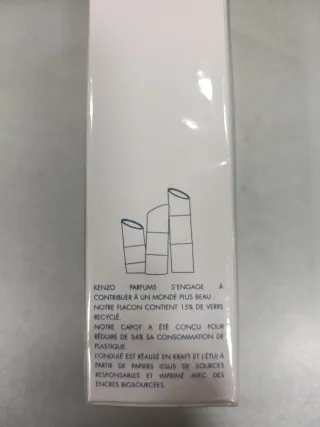 KENZO PARFUMS S'ENGAGE À
CONTRIBUER À UN MONDE PLUS BEAU
NOTRE FLACON CONTIENT 15% DE VERRE
RECYCLÉ.
NOTRE CAPOT A ÉTÉ CONÇU POUR
RÉDUIRE DE 34% SA CONSOMMATION DE
PLASTIQUE.
L'ONDULÉ EST RÉALISÉ EN KRAFT ET L'ÉTUI À
PARTIR DE PAPIERS ISSUS DE SOURCES
RESPONSABLES ET IMPRIMÉ AVEC DES
ENCRES BIOSOURCÉES.